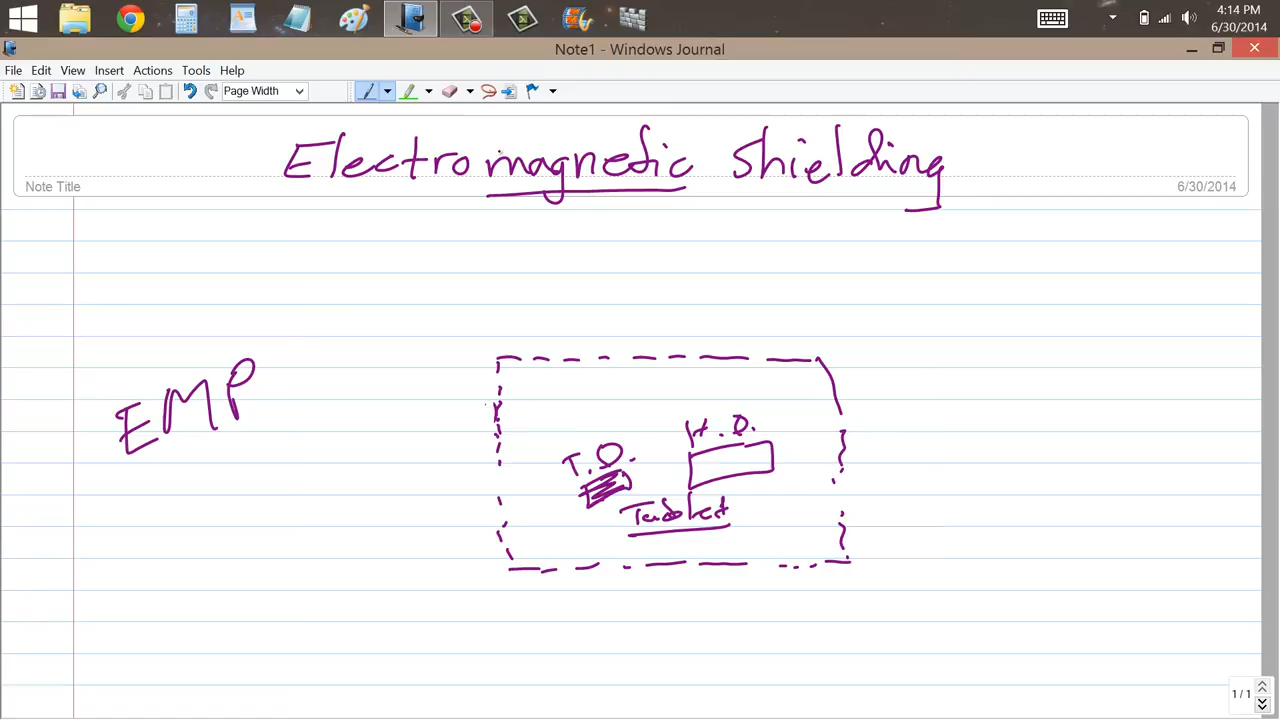 4:14 PM
6/30/2014
Note1 - Windows Journal
File Edit View Insert Actions Tools Help
Page Width
Electromagnetic Shielding
Note Title
6/30/2014
EMP
H.D.
T.D.
1/1